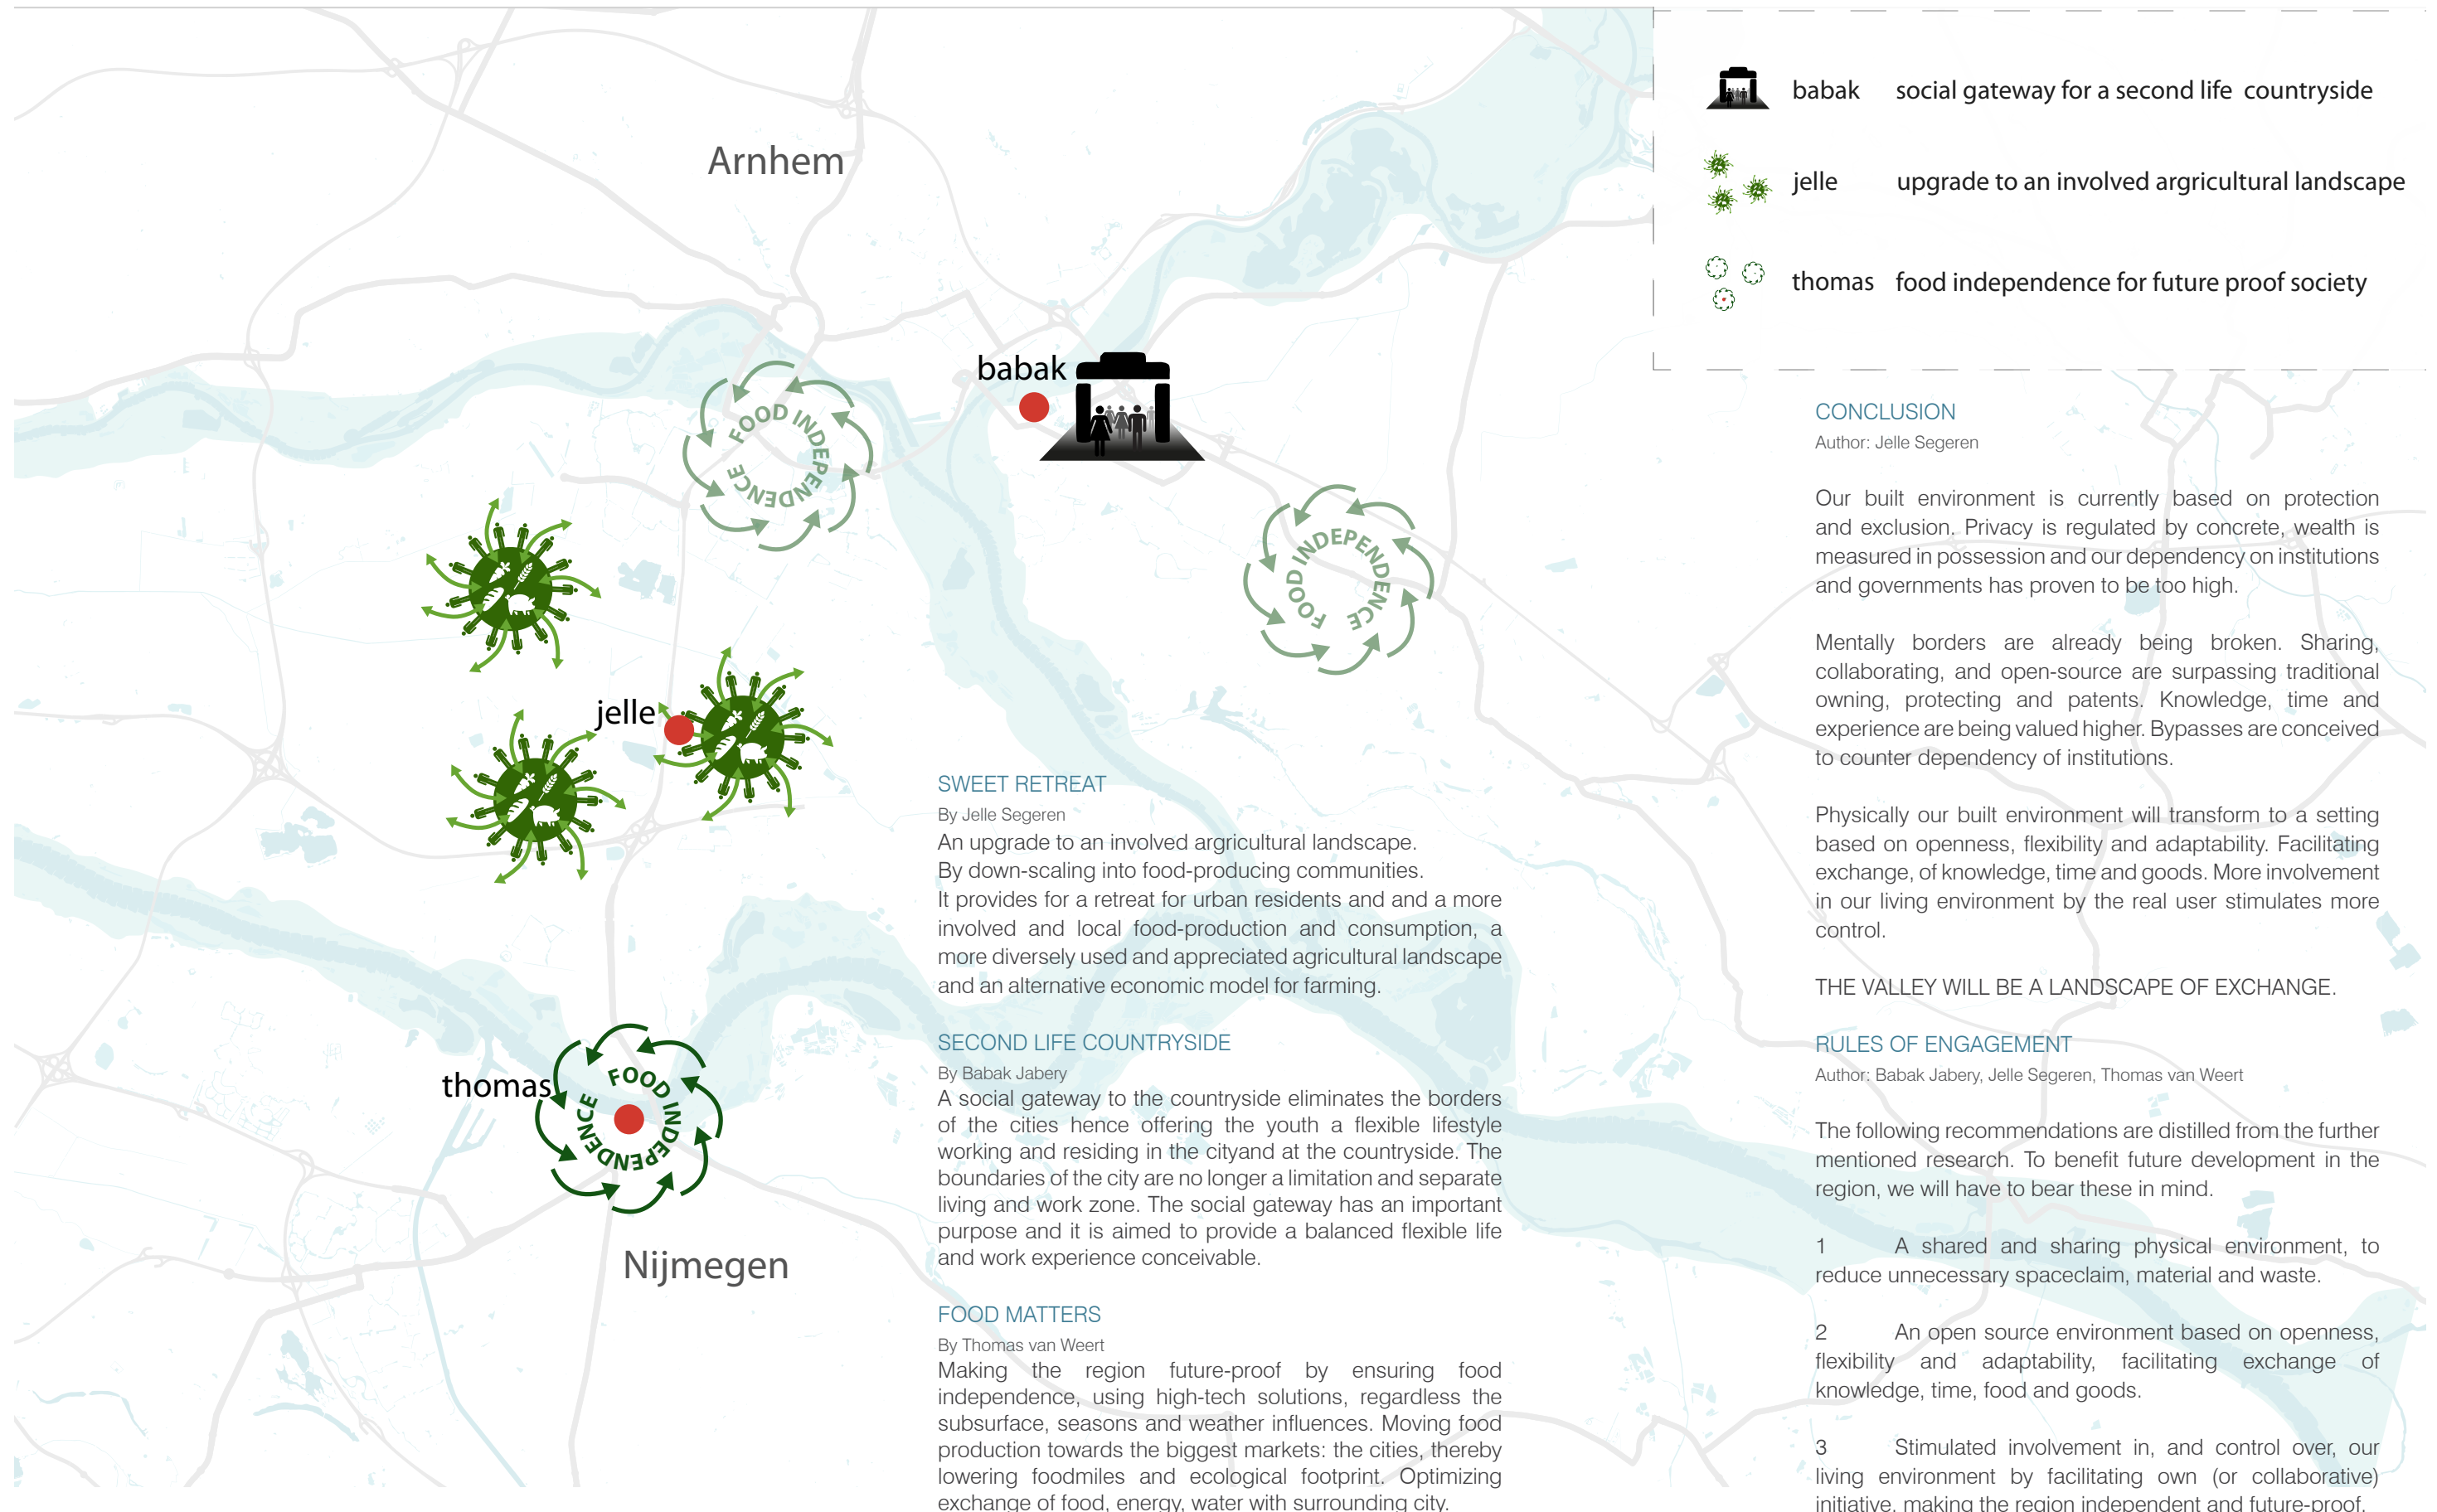 babak social gateway for a second life countryside
jelle upgrade to an involved argricultural landscape
thomas food independence for future proof society
Arnhem
babak
FOOD INDEPENDENCE
FOOD INDEPENDENCE
jelle
thomas
FOOD INDEPENDENCE
Nijmegen
SWEET RETREAT
By Jelle Segeren
An upgrade to an involved argricultural landscape.
By down-scaling into food-producing communities.
It provides for a retreat for urban residents and and a more
involved and local food-production and consumption, a
more diversely used and appreciated agricultural landscape
and an alternative economic model for farming.
SECOND LIFE COUNTRYSIDE
By Babak Jabery
A social gateway to the countryside eliminates the borders
of the cities hence offering the youth a flexible lifestyle
working and residing in the cityand at the countryside. The
boundaries of the city are no longer a limitation and separate
living and work zone. The social gateway has an important
purpose and it is aimed to provide a balanced flexible life
and work experience conceivable.
FOOD MATTERS
By Thomas van Weert
Making the region future-proof by ensuring food
independence, using high-tech solutions, regardless the
subsurface, seasons and weather influences. Moving food
production towards the biggest markets: the cities, thereby
lowering foodmiles and ecological footprint. Optimizing
exchange of food, energy, water with surrounding city.
CONCLUSION
Author: Jelle Segeren
Our built environment is currently based on protection
and exclusion. Privacy is regulated by concrete, wealth is
measured in possession and our dependency on institutions
and governments has proven to be too high.
Mentally borders are already being broken. Sharing,
collaborating, and open-source are surpassing traditional
owning, protecting and patents. Knowledge, time and
experience are being valued higher. Bypasses are conceived
to counter dependency of institutions.
Physically our built environment will transform to a setting
based on openness, flexibility and adaptability. Facilitating
exchange, of knowledge, time and goods. More involvement
in our living environment by the real user stimulates more
control.
THE VALLEY WILL BE A LANDSCAPE OF EXCHANGE.
RULES OF ENGAGEMENT
Author: Babak Jabery, Jelle Segeren, Thomas van Weert
The following recommendations are distilled from the further
mentioned research. To benefit future development in the
region, we will have to bear these in mind.
1 A shared and sharing physical environment, to
reduce unnecessary spaceclaim, material and waste.
2 An open source environment based on openness,
flexibility and adaptability, facilitating exchange of
knowledge, time, food and goods.
3 Stimulated involvement in, and control over, our
living environment by facilitating own (or collaborative)
initiative, making the region independent and future-proof.